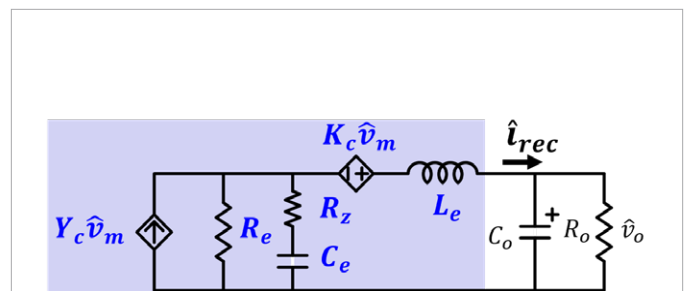 K_c v̂_m
î_rec
Y_c v̂_m
R_e
R_z
C_e
L_e
C_o
+
R_o
v̂_o